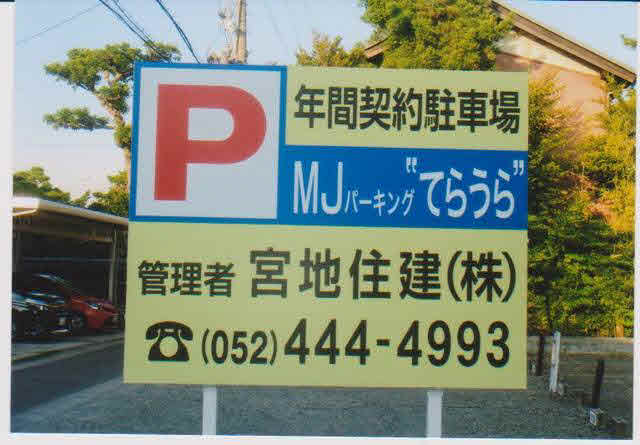 P
年間契約駐車場
MJパーキング“てらうら”
管理者 宮地住建(株)
☎(052)444-4993